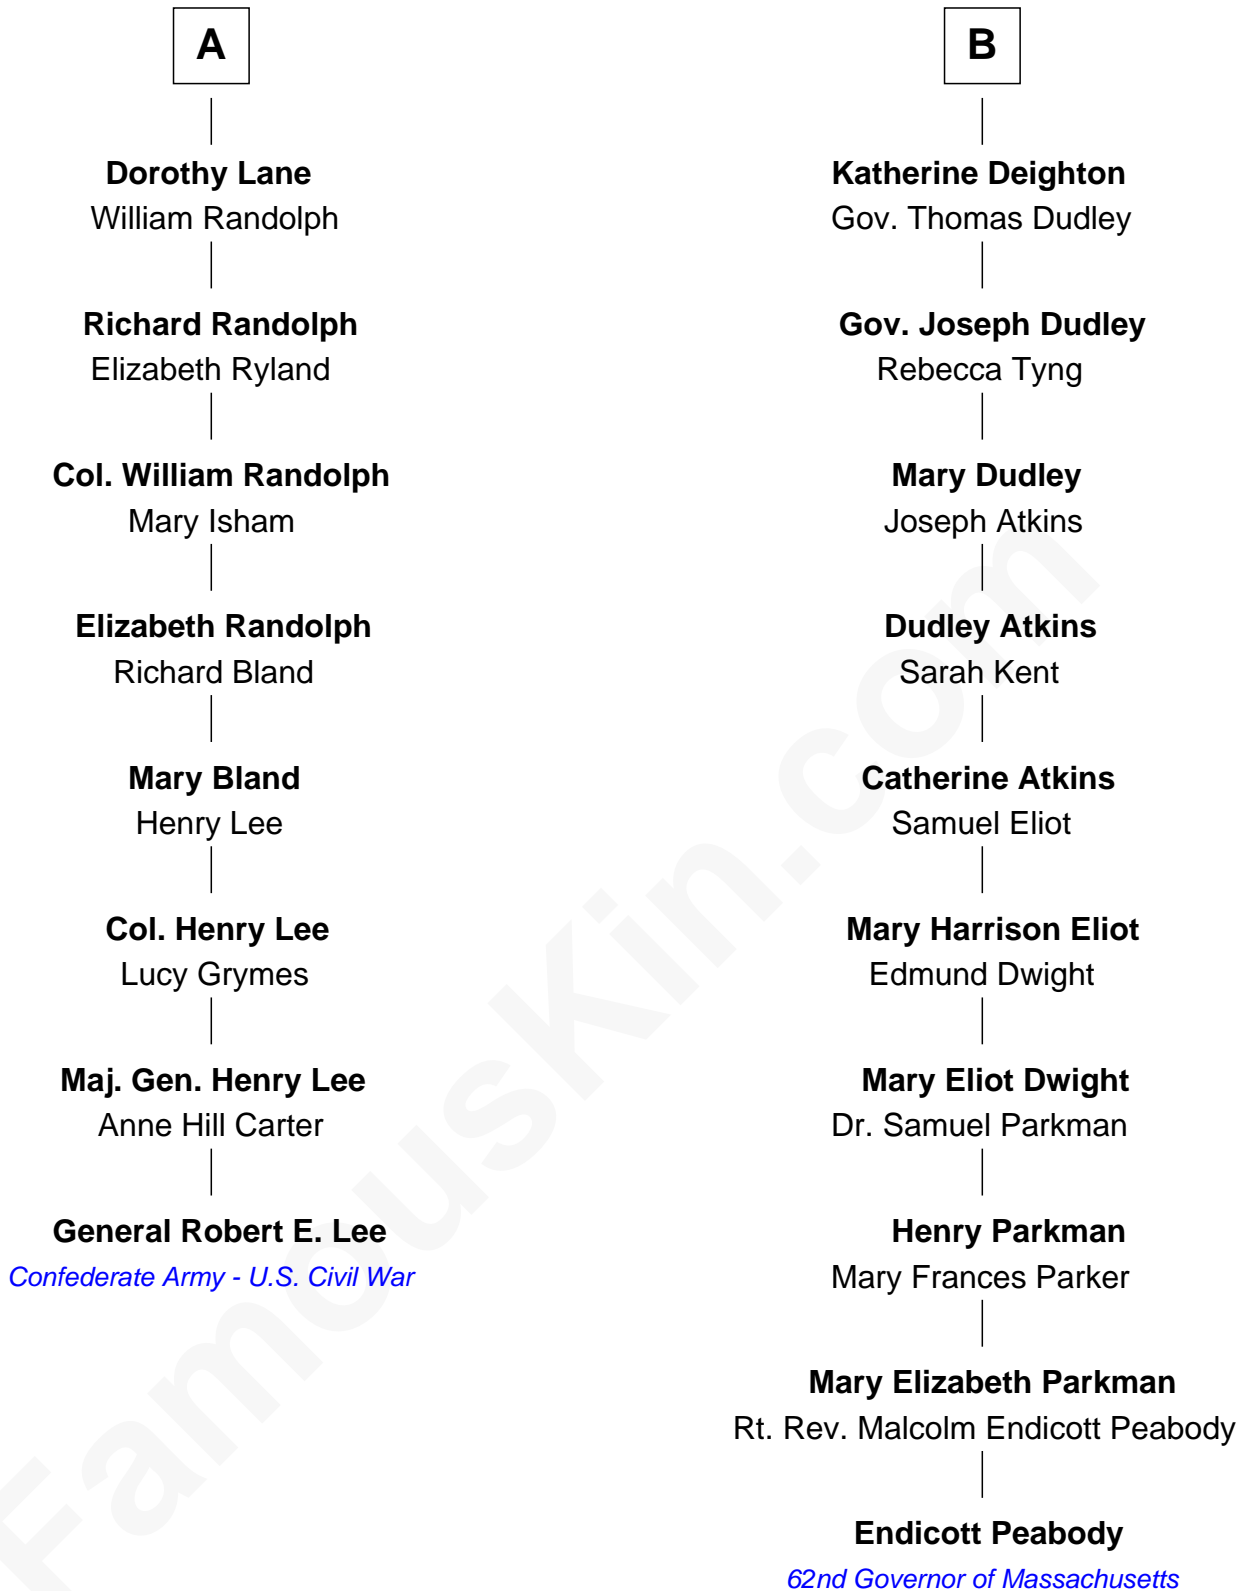 A
Dorothy Lane
William Randolph
Richard Randolph
Elizabeth Ryland
Col. William Randolph
Mary Isham
Elizabeth Randolph
Richard Bland
Mary Bland
Henry Lee
Col. Henry Lee
Lucy Grymes
Maj. Gen. Henry Lee
Anne Hill Carter
General Robert E. Lee
Confederate Army - U.S. Civil War
B
Katherine Deighton
Gov. Thomas Dudley
Gov. Joseph Dudley
Rebecca Tyng
Mary Dudley
Joseph Atkins
Dudley Atkins
Sarah Kent
Catherine Atkins
Samuel Eliot
Mary Harrison Eliot
Edmund Dwight
Mary Eliot Dwight
Dr. Samuel Parkman
Henry Parkman
Mary Frances Parker
Mary Elizabeth Parkman
Rt. Rev. Malcolm Endicott Peabody
Endicott Peabody
62nd Governor of Massachusetts
FamousKin.com